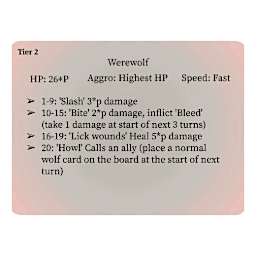 Tier 2
Werewolf
HP: 26*P Aggro: Highest HP Speed: Fast
➢ 1-9: 'Slash' 3*p damage
➢ 10-15: 'Bite' 2*p damage, inflict 'Bleed'
(take 1 damage at start of next 3 turns)
➢ 16-19: 'Lick wounds' Heal 5*p damage
➢ 20: 'Howl' Calls an ally (place a normal
wolf card on the board at the start of next
turn)